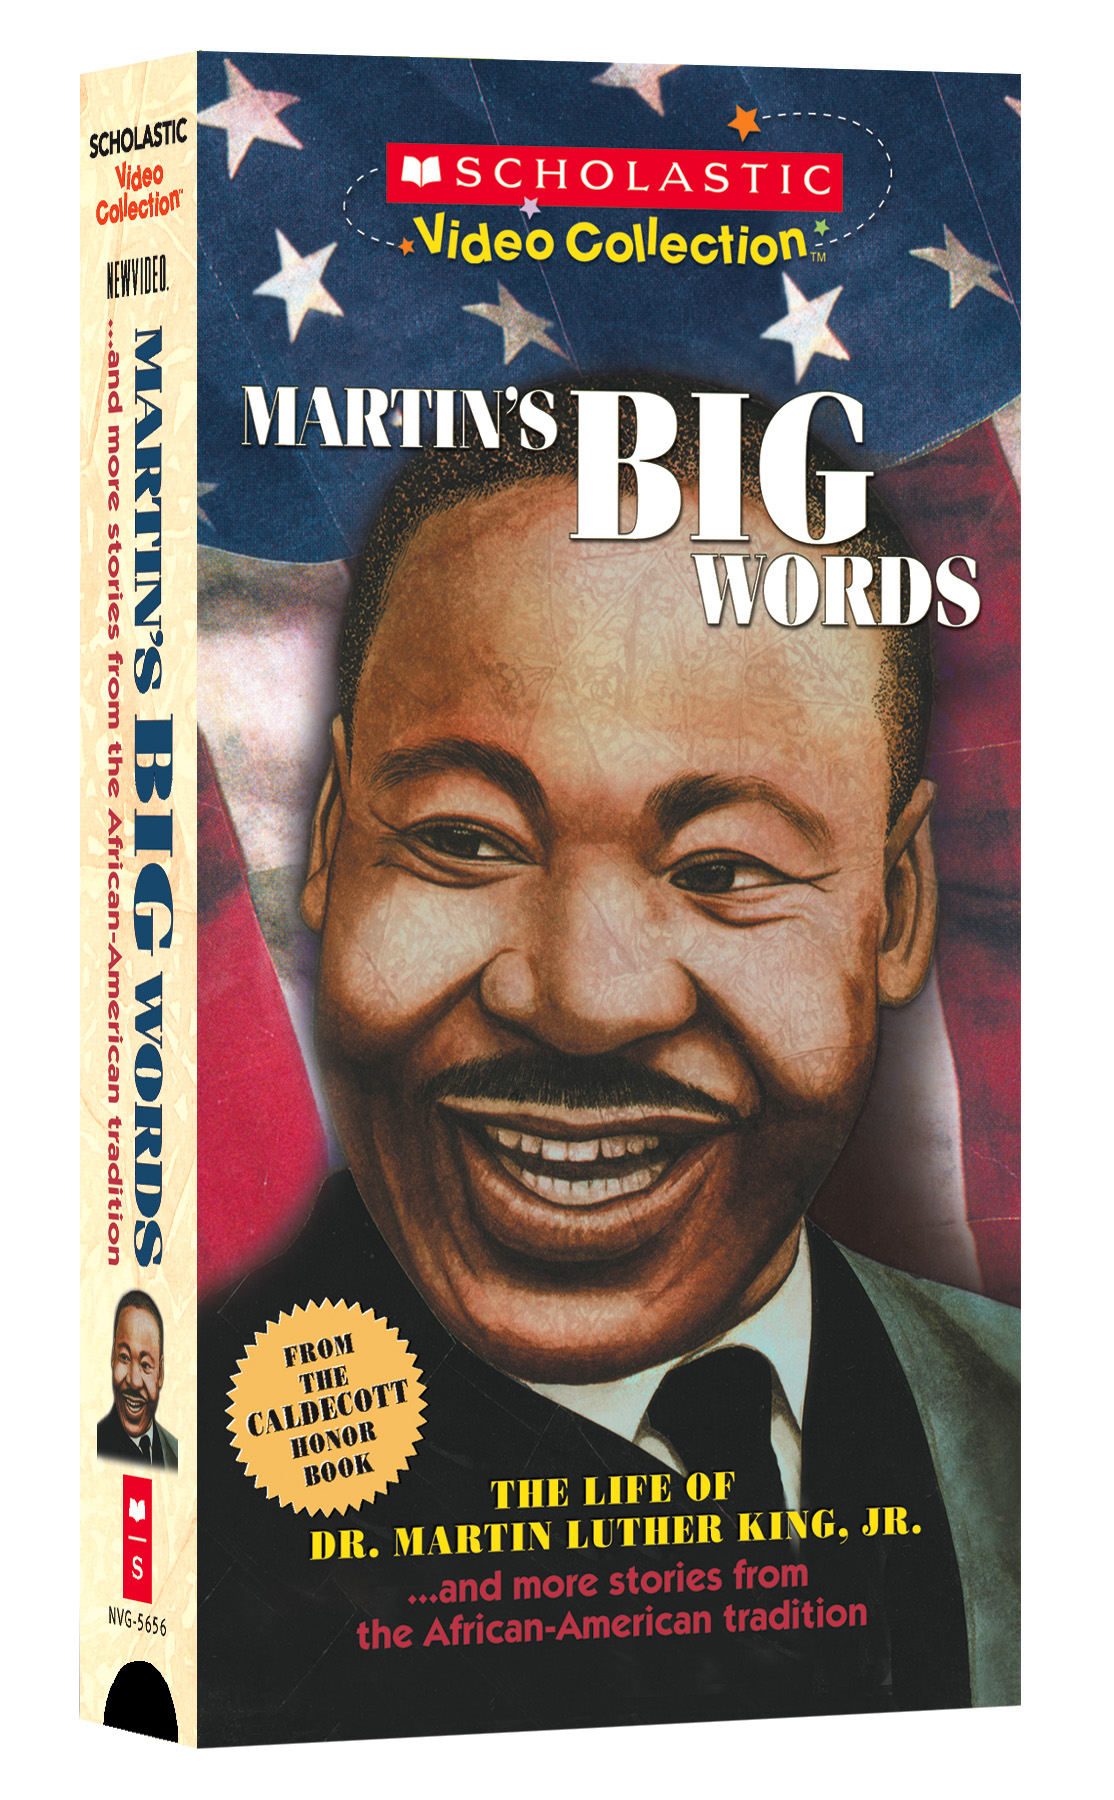 SCHOLASTIC
Video
Collection™
NEWVIDEO.
MARTIN'S BIG WORDS
...and more stories from the African-American tradition
S
NVG-5656
SCHOLASTIC
Video Collection™
MARTIN'S BIG
WORDS
FROM
THE
CALDECOTT
HONOR
BOOK
THE LIFE OF
DR. MARTIN LUTHER KING, JR.
...and more stories from
the African-American tradition